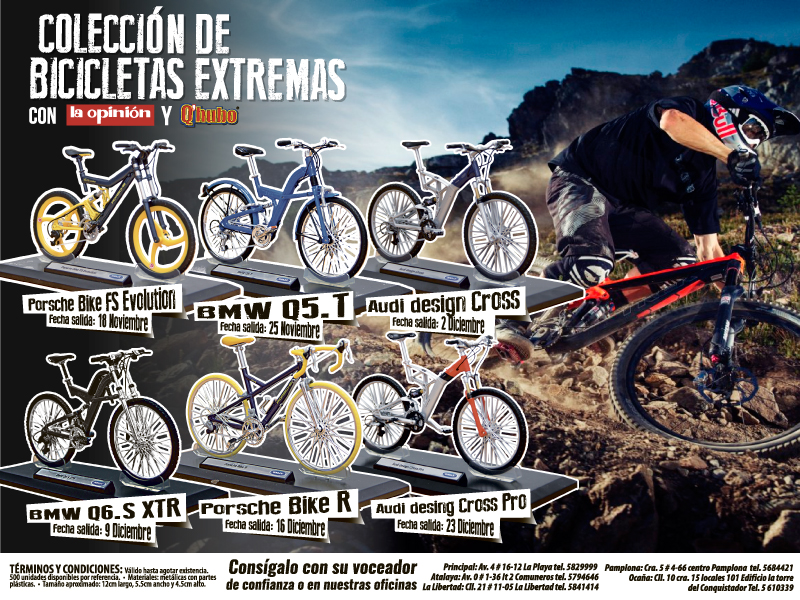 COLECCIÓN DE
BICICLETAS EXTREMAS
CON la opinión Y Q'hubo
Porsche Bike FS Evolution
Fecha salida: 18 Noviembre
BMW Q5.T
Fecha salida: 25 Noviembre
Audi design Cross
Fecha salida: 2 Diciembre
BMW Q6.S XTR
Fecha salida: 9 Diciembre
Porsche Bike R
Fecha salida: 16 Diciembre
Audi desing Cross Pro
Fecha salida: 23 Diciembre
TÉRMINOS Y CONDICIONES: Válido hasta agotar existencia.
500 unidades disponibles por referencia. • Materiales: metálicas con partes
plásticas. • Tamaño aproximado: 12cm largo, 5.5cm ancho y 4.5cm alto.
Consígalo con su voceador
de confianza o en nuestras oficinas
Principal: Av. 4 # 16-12 La Playa tel. 5829999
Atalaya: Av. 0 # 1-36 lt 2 Comuneros tel. 5794646
La Libertad: Cll. 21 # 11-05 La Libertad tel. 5841414
Pamplona: Cra. 5 # 4-66 centro Pamplona tel. 5684421
Ocaña: Cll. 10 cra. 15 locales 101 Edificio la torre
del Conquistador Tel. 5 610339